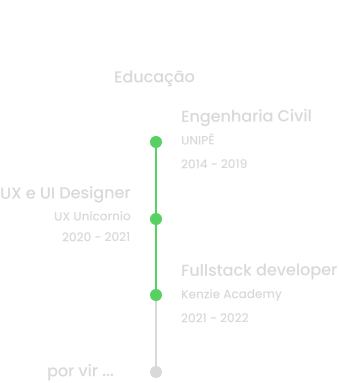 Educação
Engenharia Civil
UNIPÊ
2014 - 2019
UX e UI Designer
UX Unicornio
2020 - 2021
Fullstack developer
Kenzie Academy
2021 - 2022
por vir ...